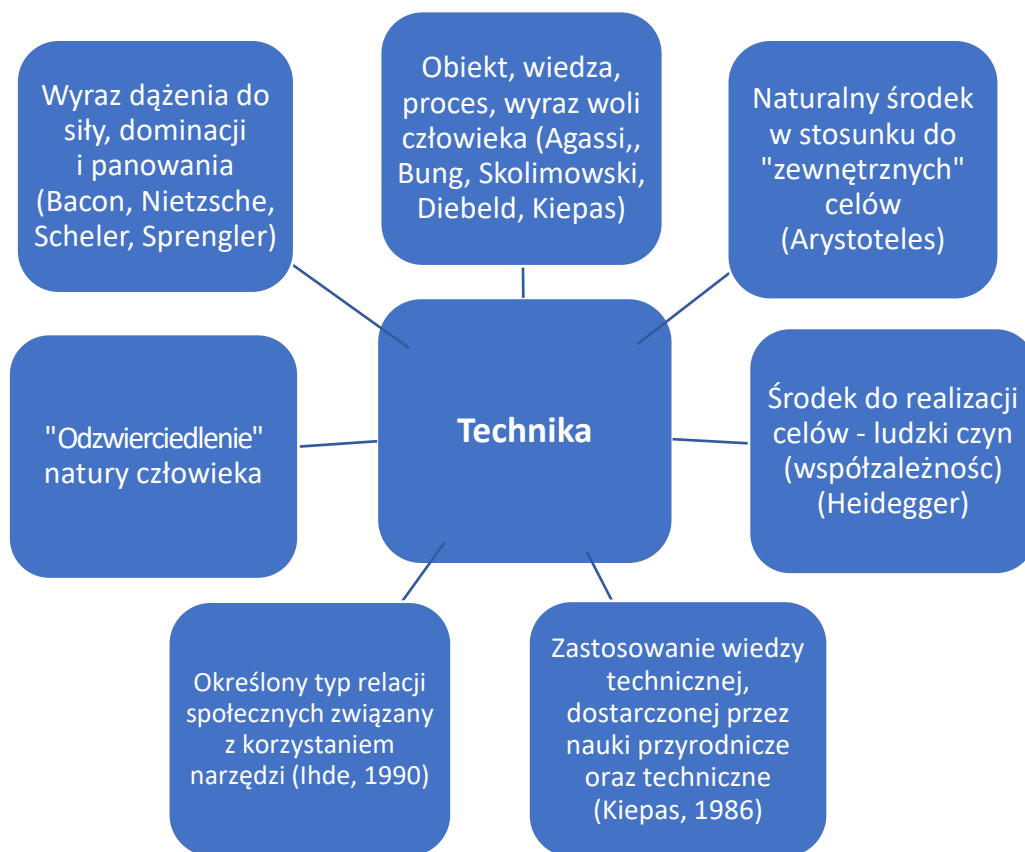 Wyraz dążenia do
siły, dominacji
i panowania
(Bacon, Nietzsche,
Scheler, Sprengler)
Obiekt, wiedza,
proces, wyraz woli
człowieka (Agassi,,
Bung, Skolimowski,
Diebeld, Kiepas)
Naturalny środek
w stosunku do
"zewnętrznych"
celów
(Arystoteles)
"Odzwierciedlenie"
natury człowieka
Technika
Środek do realizacji
celów - ludzki czyn
(współzależnośc)
(Heidegger)
Określony typ relacji
społecznych związany
z korzystaniem
narzędzi (Ihde, 1990)
Zastosowanie wiedzy
technicznej,
dostarczonej przez
nauki przyrodnicze
oraz techniczne
(Kiepas, 1986)